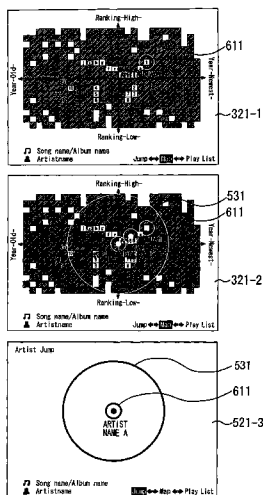 -Ranking-High-
611
Year-Old-
Year-Newest-
-Ranking-Low-
321-1
Song name/Album name
Artistname
Jump Map Play List
-Ranking-High-
531
611
Year-Old-
Year-Newest-
-Ranking-Low-
321-2
Song name/Album name
Artistname
Jump Map Play List
Artist Jump
531
611
ARTIST
NAME A
521-3
Song name/Album name
Artistname
Jump Map Play List